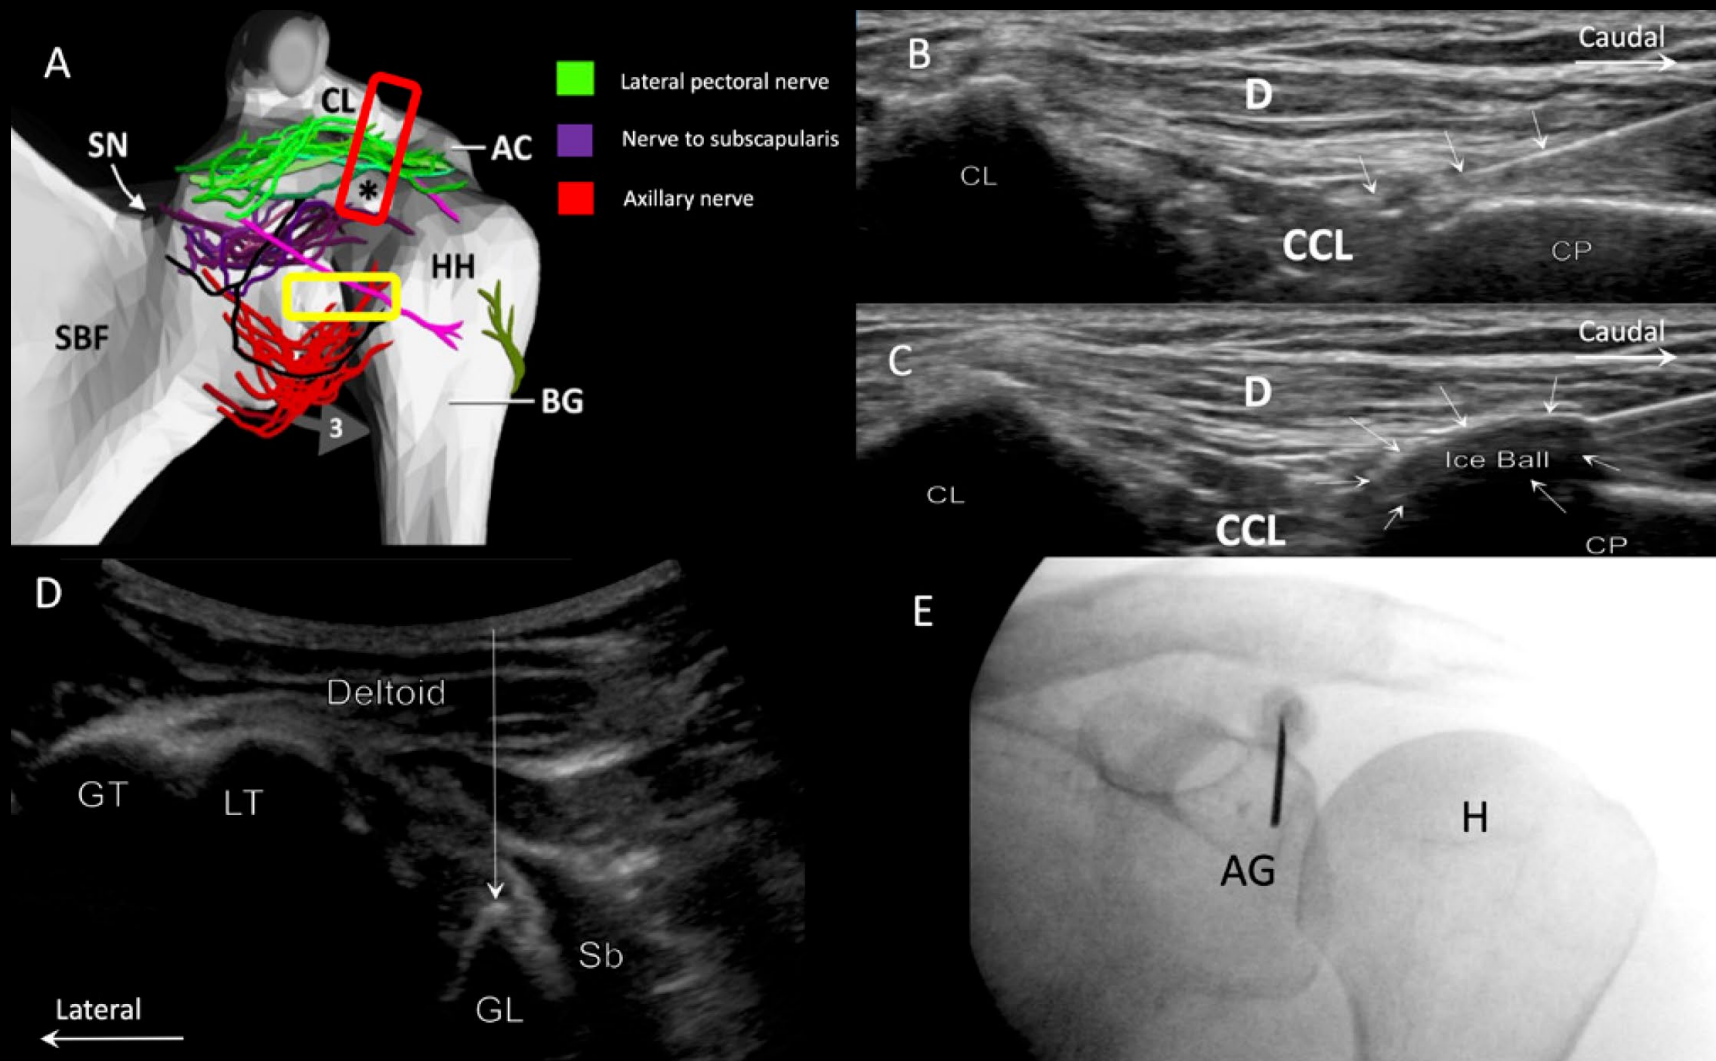 A
CL
SN
AC
*
HH
SBF
BG
3
Lateral pectoral nerve
Nerve to subscapularis
Axillary nerve
B
Caudal
D
CL
CCL
CP
C
Caudal
D
Ice Ball
CL
CCL
CP
D
Deltoid
GT
LT
Sb
GL
Lateral
E
H
AG